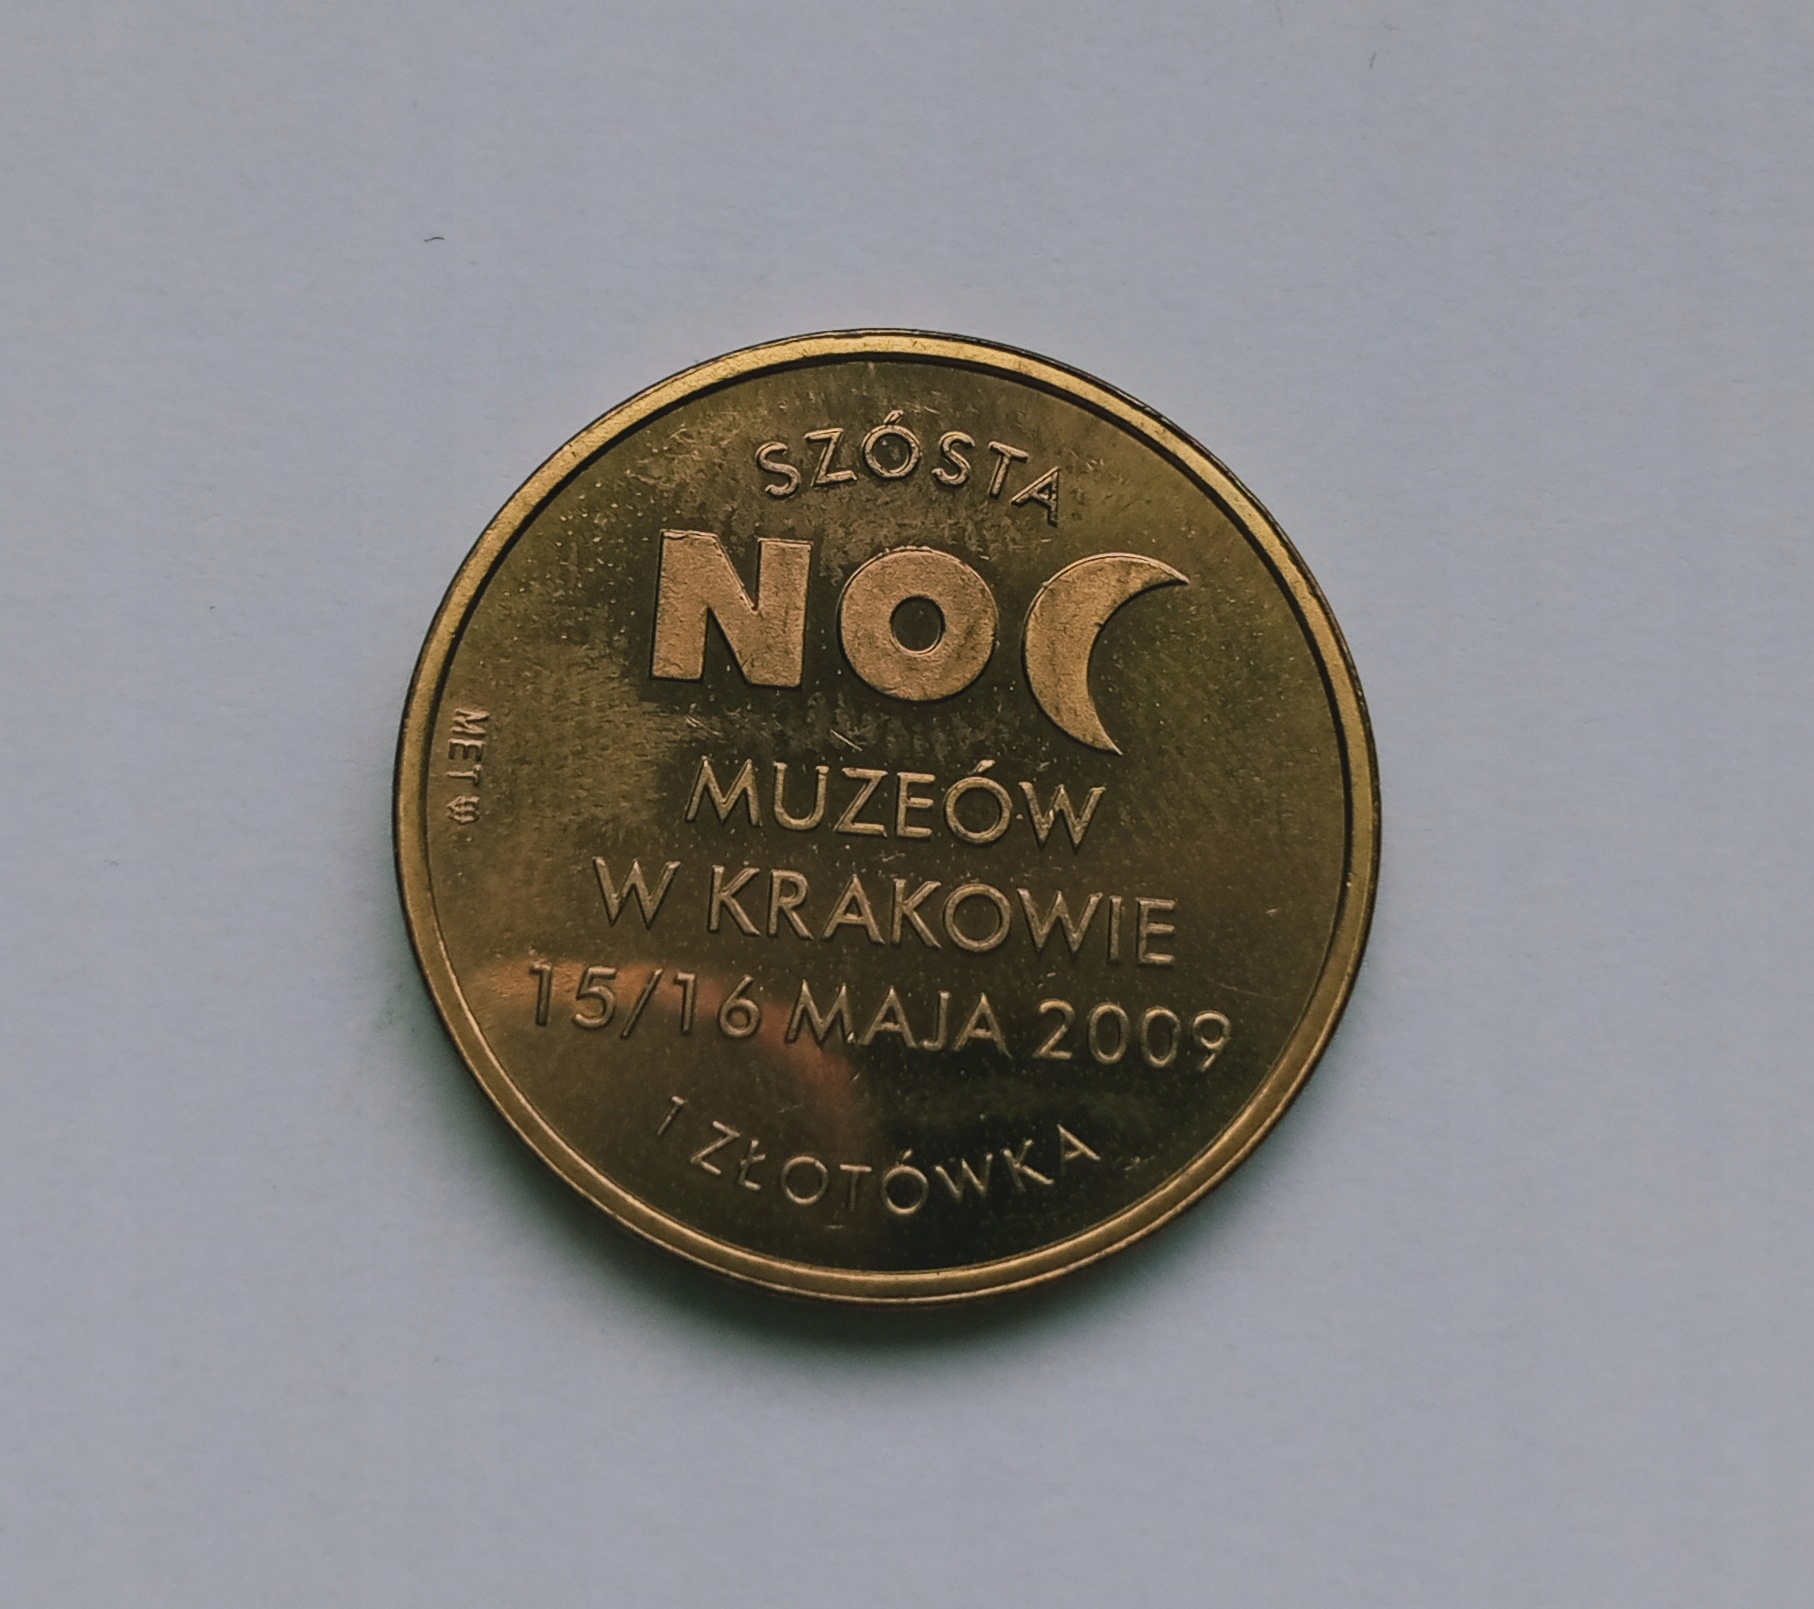 SZÓSTA
NOC
MUZEÓW
W KRAKOWIE
15/16 MAJA 2009
1 ZŁOTÓWKA
MET